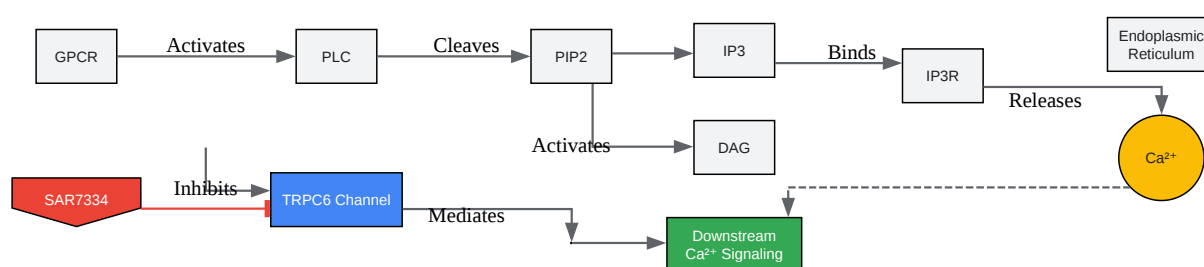 GPCR
Activates
PLC
Cleaves
PIP2
IP3
Binds
IP3R
Endoplasmic
Reticulum
Releases
Activates
DAG
Ca²⁺
SAR7334
Inhibits
TRPC6 Channel
Mediates
Downstream
Ca²⁺ Signaling